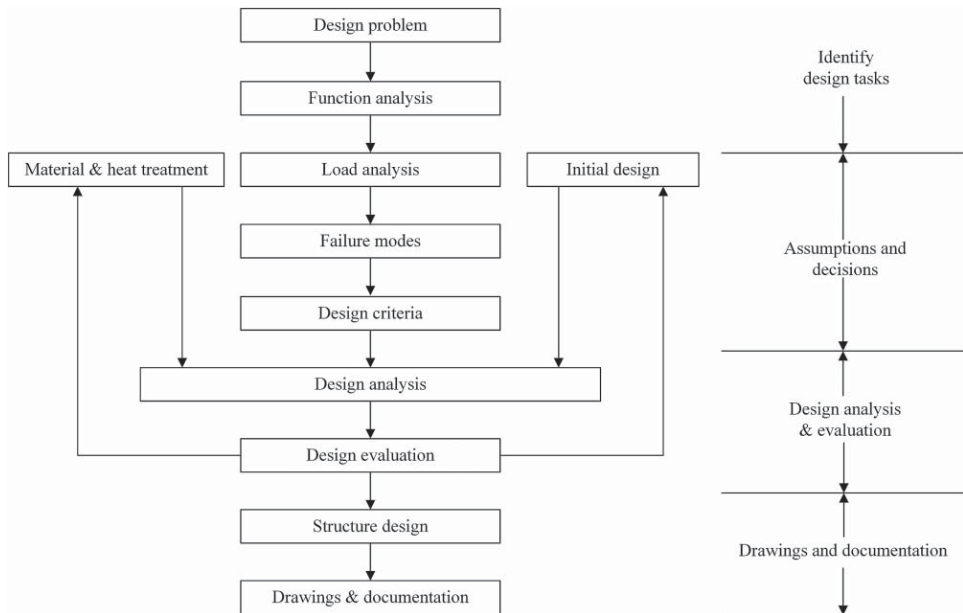 Design problem
Identify
design tasks
Function analysis
Material & heat treatment
Load analysis
Initial design
Failure modes
Assumptions and
decisions
Design criteria
Design analysis
Design analysis
& evaluation
Design evaluation
Structure design
Drawings and documentation
Drawings & documentation